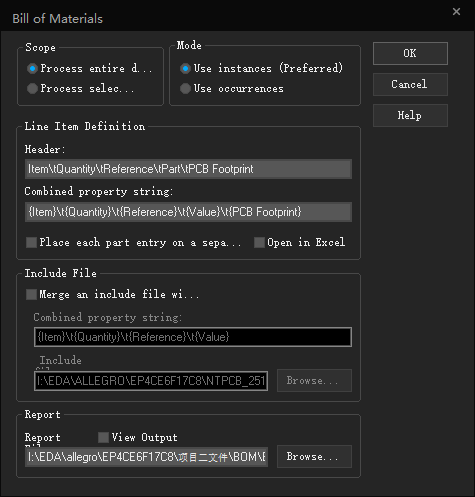 Bill of Materials
Scope
Process entire d...
Process selec...
Mode
Use instances (Preferred)
Use occurrences
OK
Cancel
Help
Line Item Definition
Header:
Item\tQuantity\tReference\tPart\tPCB Footprint
Combined property string:
{Item}\t{Quantity}\t{Reference}\t{Value}\t{PCB Footprint}
Place each part entry on a sepa...
Open in Excel
Include File
Merge an include file wi...
Combined property string:
{Item}\t{Quantity}\t{Reference}\t{Value}
Include
I:\EDA\ALLEGRO\EP4CE6F17C8\NTPCB_251
Browse...
Report
Report
View Output
I:\EDA\allegro\EP4CE6F17C8\项目二文件\BOM\E
Browse...